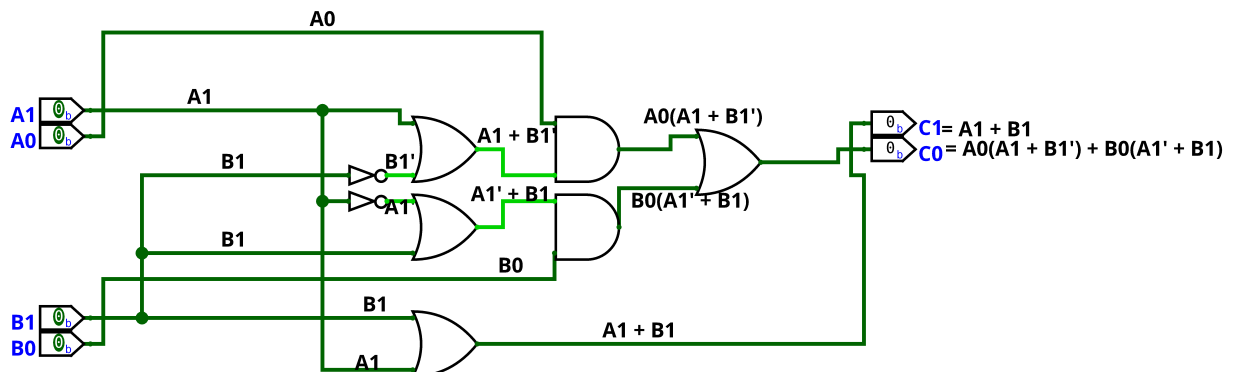 A0
A1
A1
0b
A0
0b
B1
B1'
A1'
B1
A1 + B1'
A1' + B1
B0
A0(A1 + B1')
B0(A1' + B1)
0b
C1= A1 + B1
0b
C0= A0(A1 + B1') + B0(A1' + B1)
B1
0b
B0
0b
B1
A1
A1 + B1